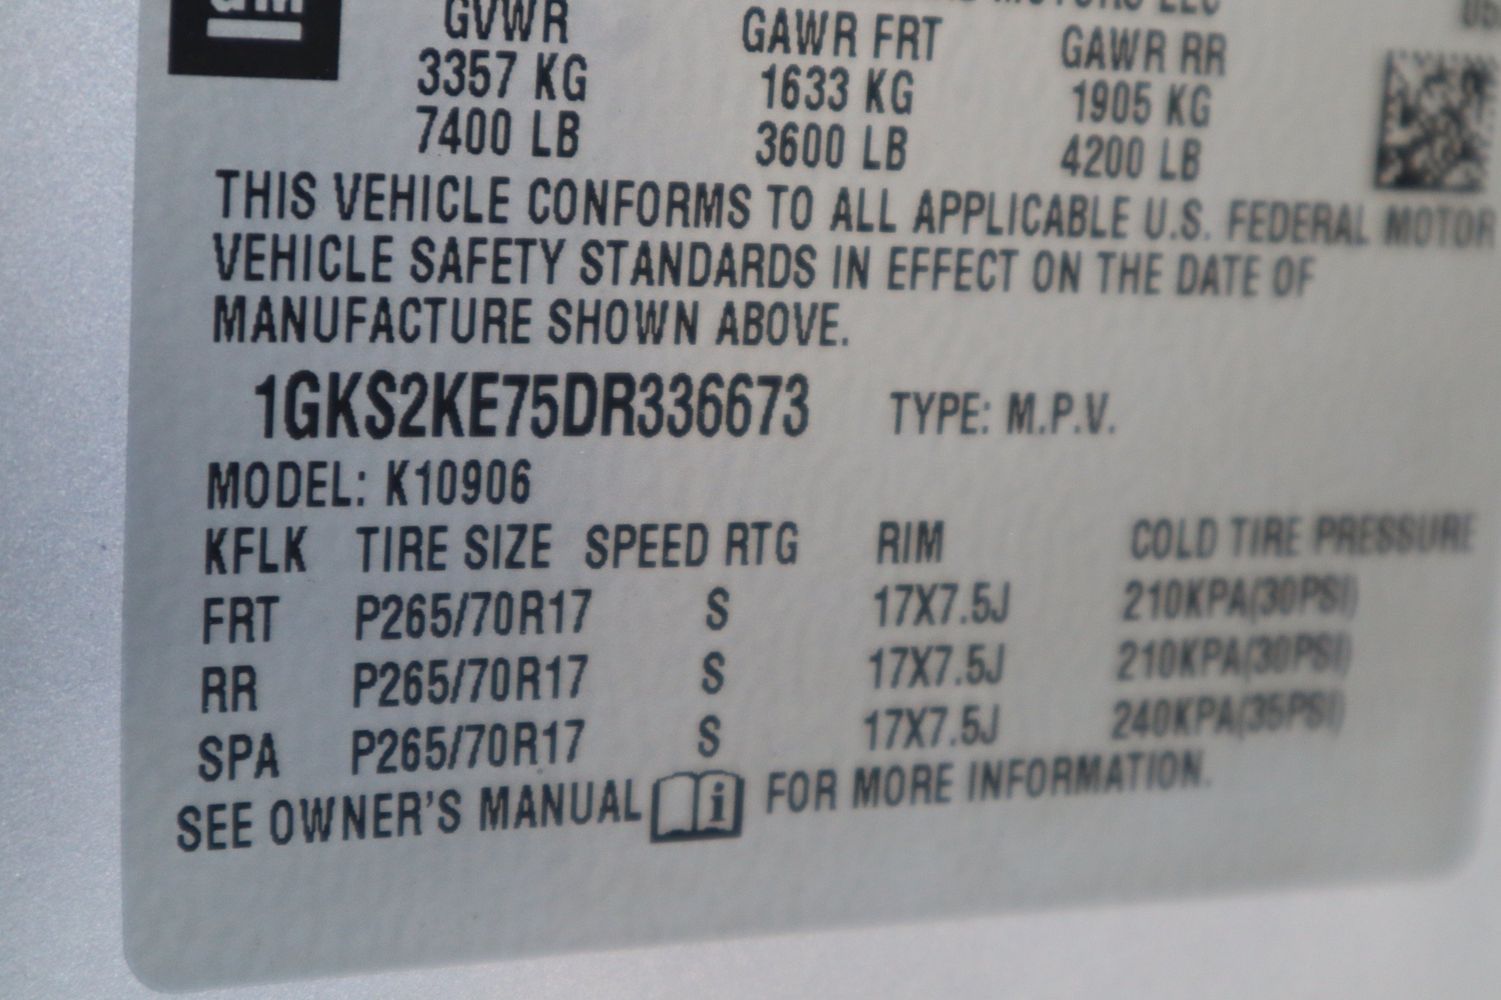 GM
GVWR GAWR FRT GAWR RR
3357 KG 1633 KG 1905 KG
7400 LB 3600 LB 4200 LB
THIS VEHICLE CONFORMS TO ALL APPLICABLE U.S. FEDERAL MOTOR
VEHICLE SAFETY STANDARDS IN EFFECT ON THE DATE OF
MANUFACTURE SHOWN ABOVE.
1GKS2KE75DR336673 TYPE: M.P.V.
MODEL: K10906
KFLK TIRE SIZE SPEED RTG RIM COLD TIRE PRESSURE
FRT P265/70R17 S 17X7.5J 210KPA(30PSI)
RR P265/70R17 S 17X7.5J 210KPA(30PSI)
SPA P265/70R17 S 17X7.5J 240KPA(35PSI)
SEE OWNER'S MANUAL i FOR MORE INFORMATION.